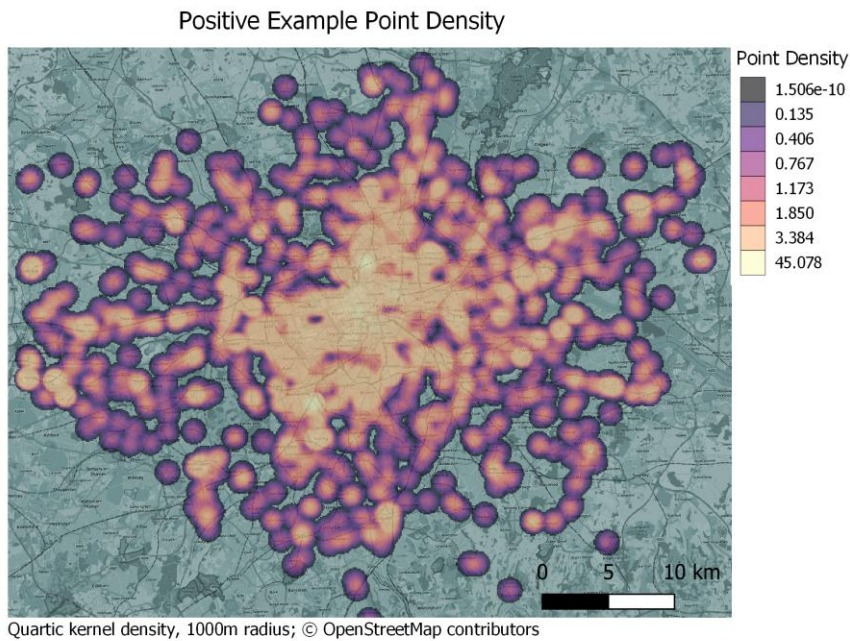 Positive Example Point Density
Point Density
1.506e-10
0.135
0.406
0.767
1.173
1.850
3.384
45.078
0 5 10 km
Quartic kernel density, 1000m radius; © OpenStreetMap contributors